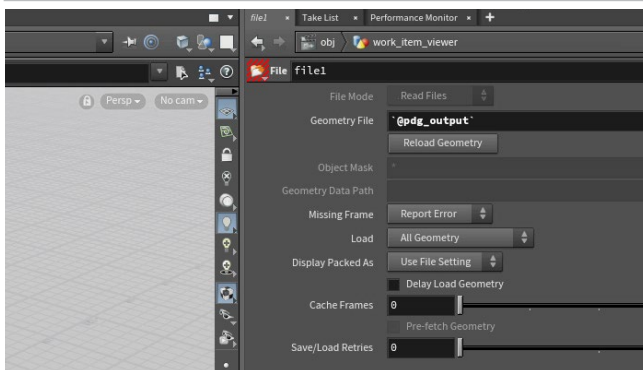 file1 × Take List × Performance Monitor × +
obj work_item_viewer
File file1
Persp No cam
File Mode Read Files
Geometry File `@pdg_output`
Reload Geometry
Object Mask *
Geometry Data Path
Missing Frame Report Error
Load All Geometry
Display Packed As Use File Setting
Delay Load Geometry
Cache Frames 0
Pre-fetch Geometry
Save/Load Retries 0